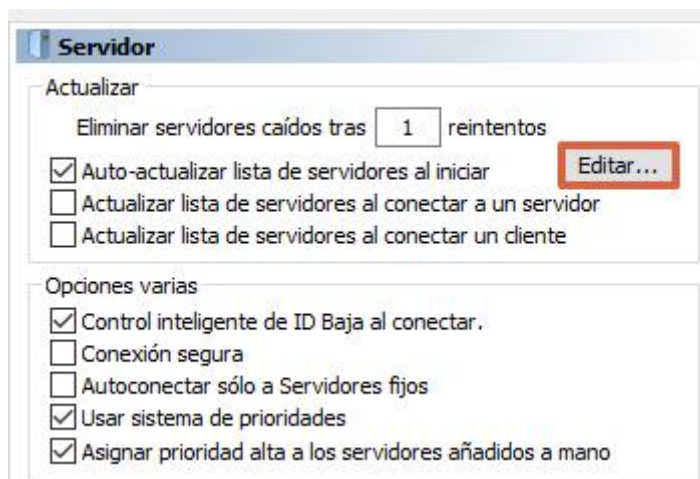 Servidor
Actualizar
Eliminar servidores caídos tras 1 reintentos
Auto-actualizar lista de servidores al iniciar Editar...
Actualizar lista de servidores al conectar a un servidor
Actualizar lista de servidores al conectar un cliente
Opciones varias
Control inteligente de ID Baja al conectar.
Conexión segura
Autoconectar sólo a Servidores fijos
Usar sistema de prioridades
Asignar prioridad alta a los servidores añadidos a mano